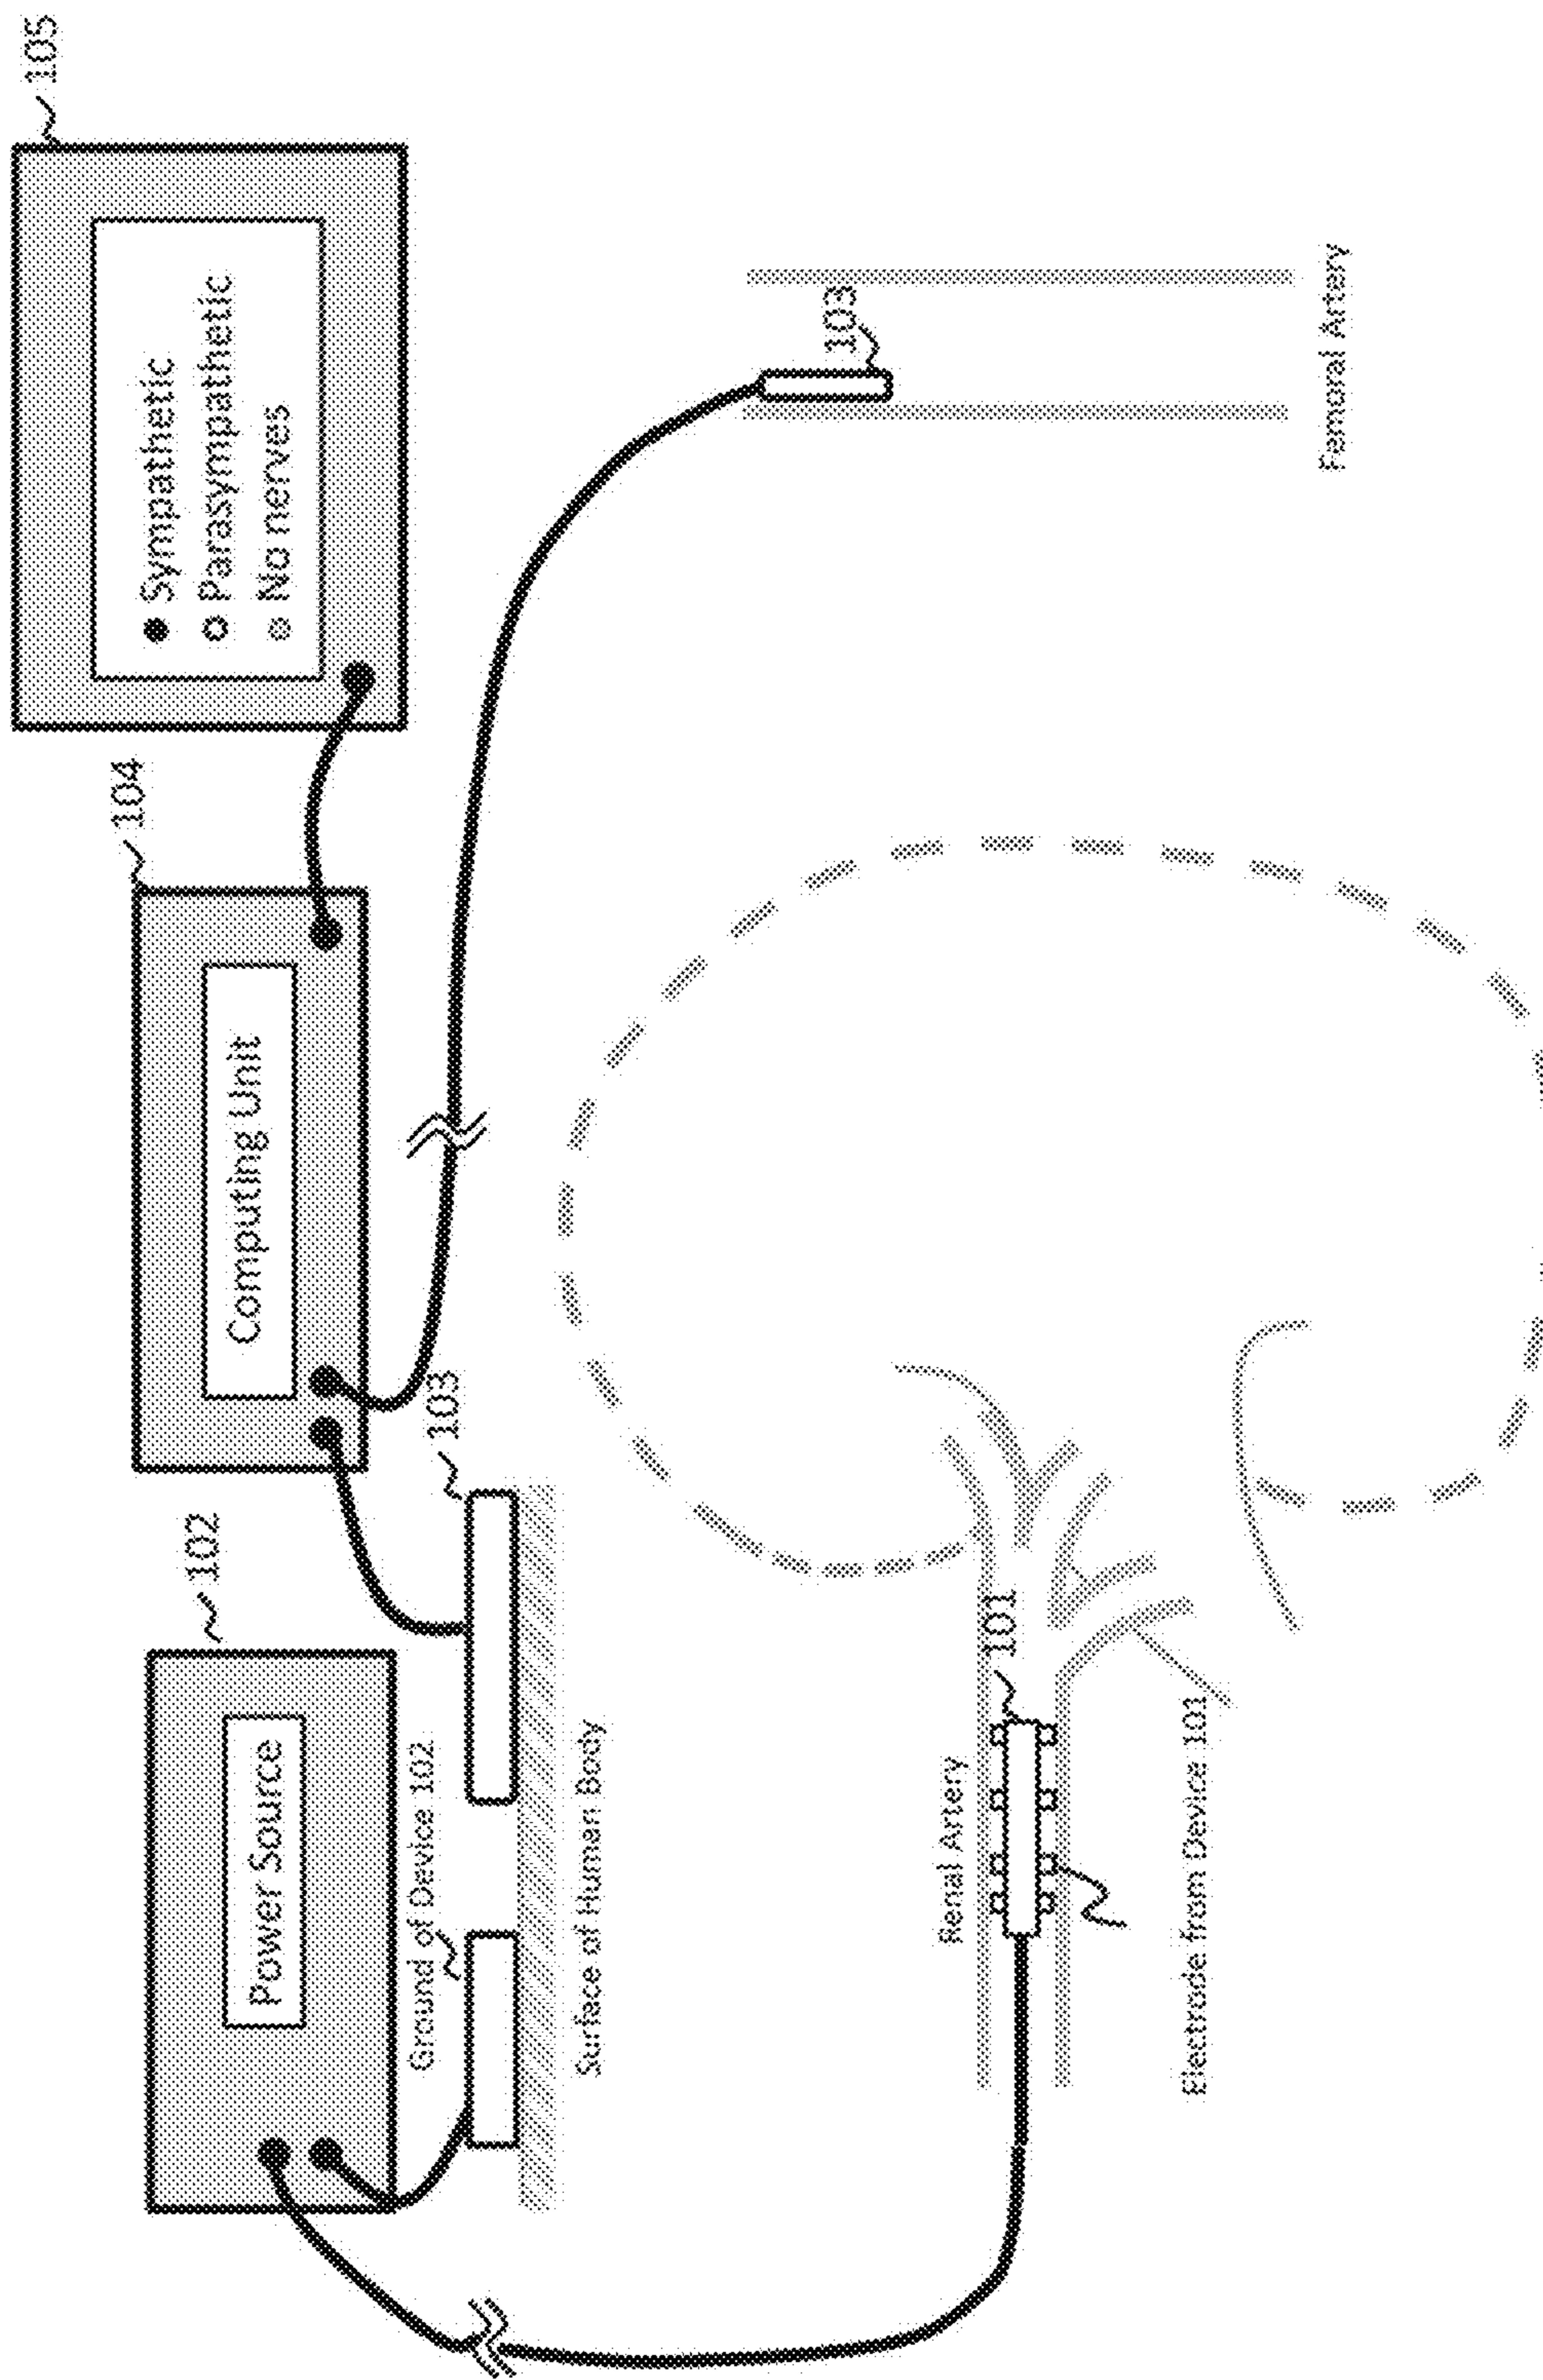 105
Sympathetic
Parasympathetic
No nerves
104
Computing Unit
102
Power Source
Ground of Device 102
103
Surface of Human Body
103
Femoral Artery
101
Renal Artery
Electrode from Device 101